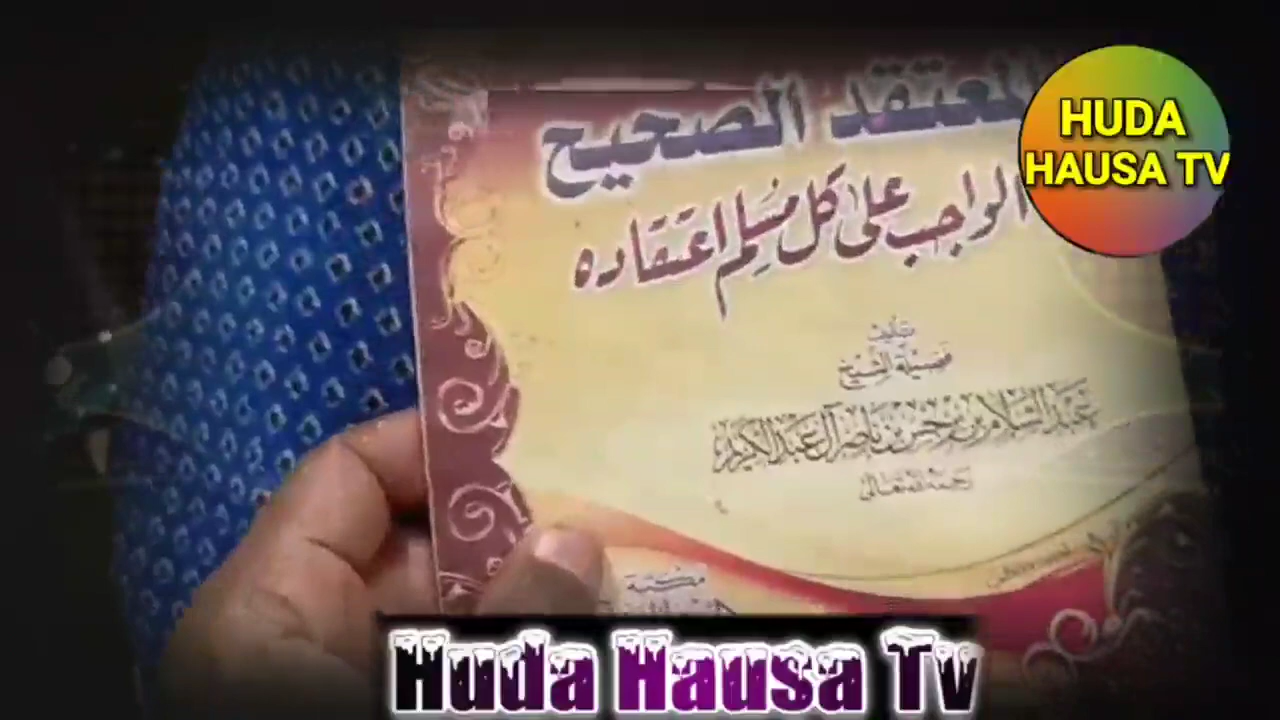 المعتقد الصحيح
الواجب على كل مسلم اعتقاده
تأليف
فضيلة الشيخ
عبد السلام بن برجس بن ناصر آل عبد الكريم
رحمه الله تعالى
مكتبة
HUDA
HAUSA TV
Huda Hausa Tv